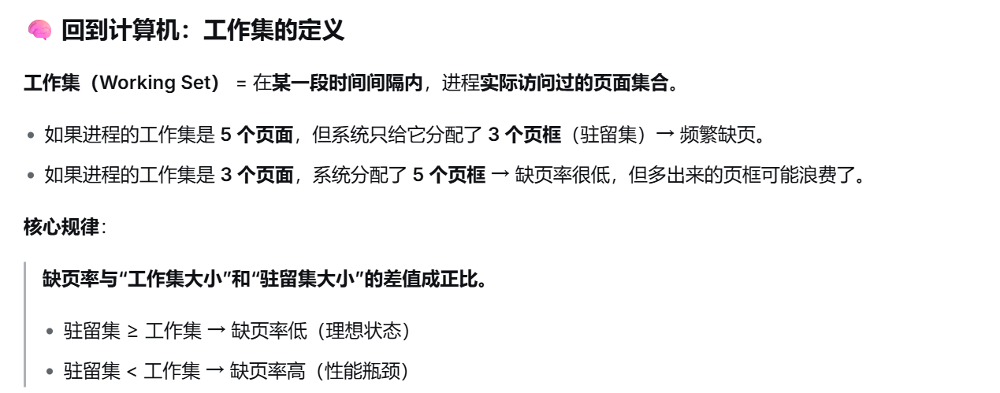 🧠 回到计算机：工作集的定义
工作集（Working Set） = 在某一段时间间隔内，进程实际访问过的页面集合。
• 如果进程的工作集是 5 个页面，但系统只给它分配了 3 个页框（驻留集）→ 频繁缺页。
• 如果进程的工作集是 3 个页面，系统分配了 5 个页框 → 缺页率很低，但多出来的页框可能浪费了。
核心规律：
缺页率与“工作集大小”和“驻留集大小”的差值成正比。
• 驻留集 ≥ 工作集 → 缺页率低（理想状态）
• 驻留集 < 工作集 → 缺页率高（性能瓶颈）